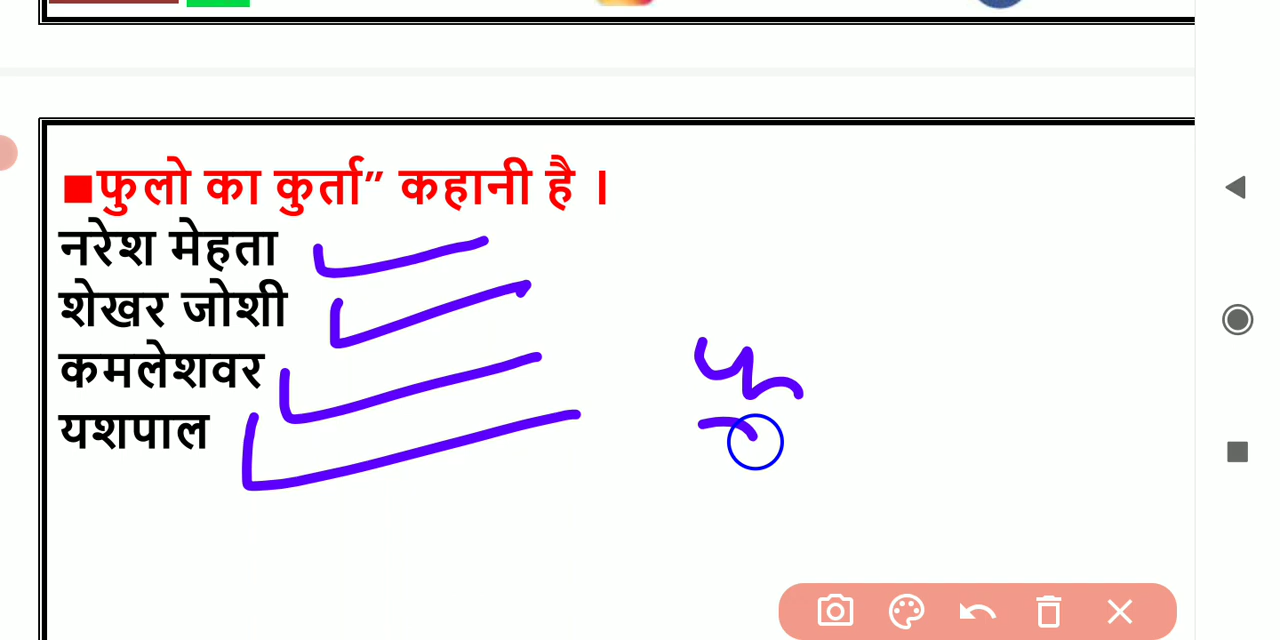 ■फुलो का कुर्ता” कहानी है ।
नरेश मेहता
शेखर जोशी
कमलेशवर
यशपाल